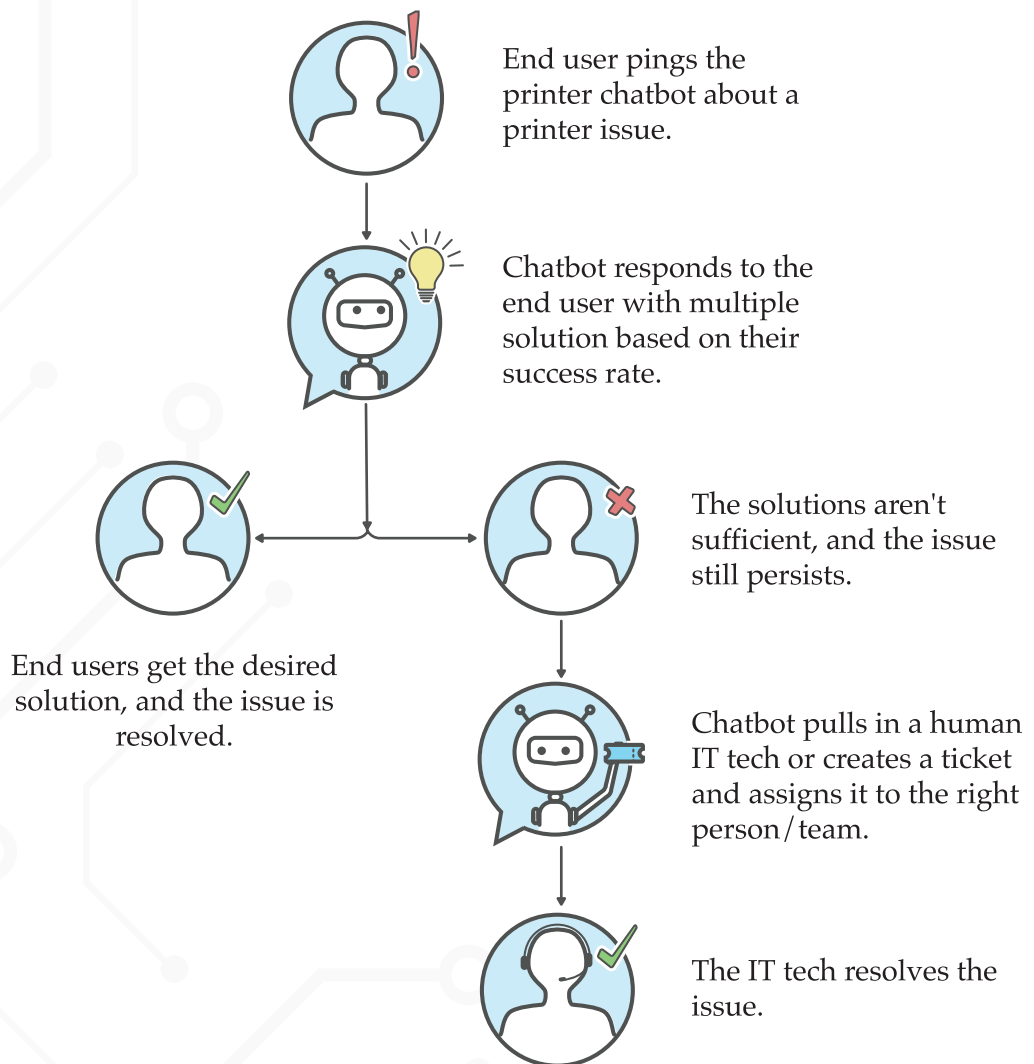 End user pings the
printer chatbot about a
printer issue.
Chatbot responds to the
end user with multiple
solution based on their
success rate.
The solutions aren't
sufficient, and the issue
still persists.
End users get the desired
solution, and the issue is
resolved.
Chatbot pulls in a human
IT tech or creates a ticket
and assigns it to the right
person/team.
The IT tech resolves the
issue.